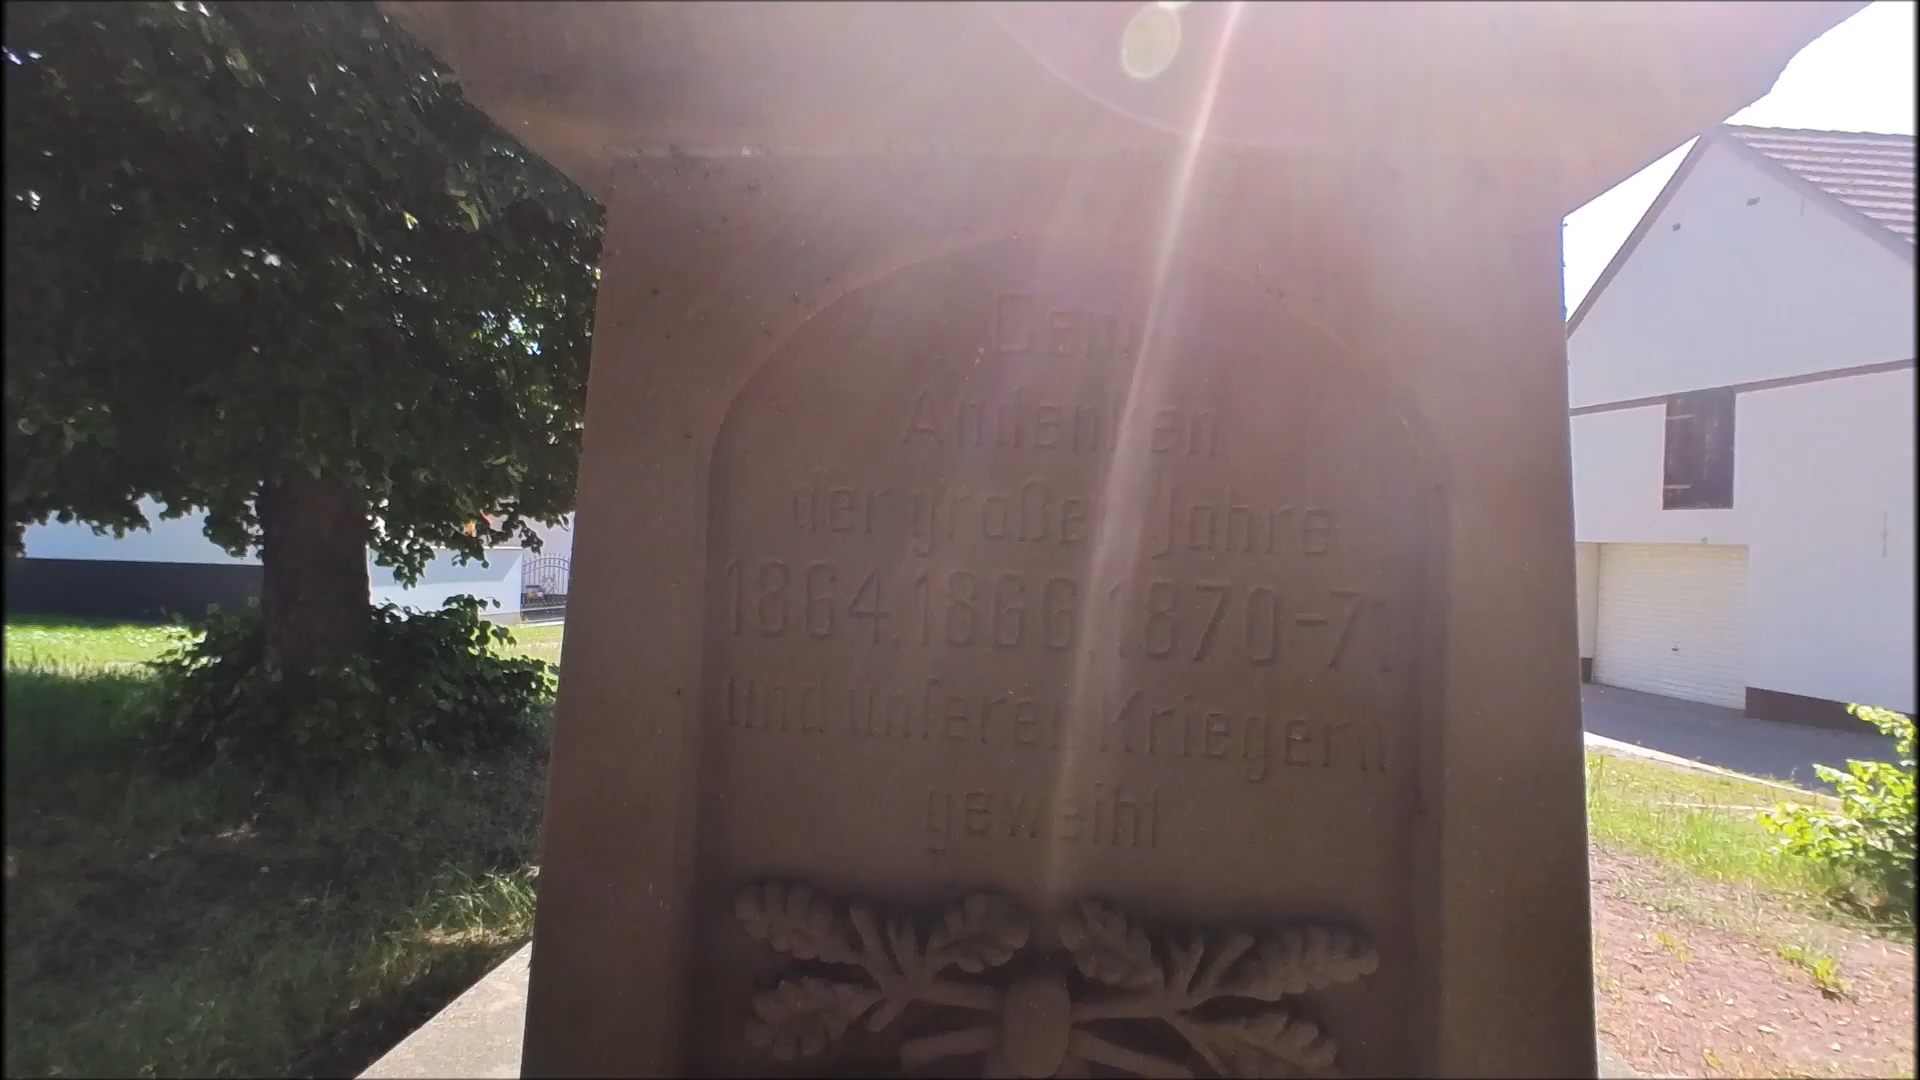 Dem
Andenken
der großen Jahre
1864.1866.1870-71
und unseren Kriegern
geweiht